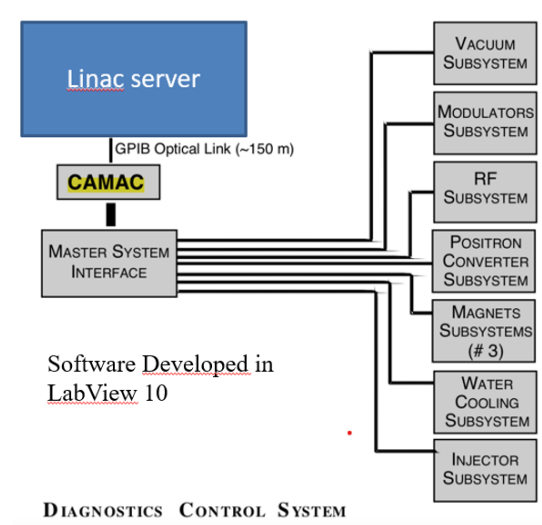 Linac server
GPIB Optical Link (~150 m)
CAMAC
MASTER SYSTEM
INTERFACE
VACUUM
SUBSYSTEM
MODULATORS
SUBSYSTEM
RF
SUBSYSTEM
POSITRON
CONVERTER
SUBSYSTEM
MAGNETS
SUBSYSTEMS
(# 3)
WATER
COOLING
SUBSYSTEM
INJECTOR
SUBSYSTEM
Software Developed in
LabView 10
DIAGNOSTICS CONTROL SYSTEM